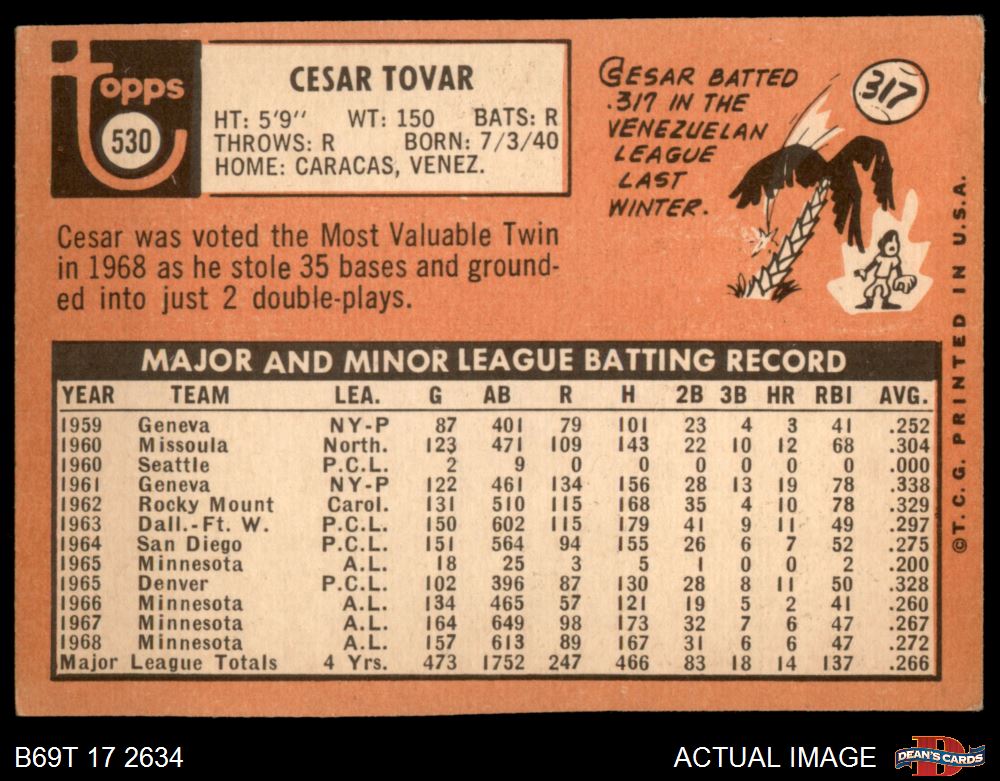 Topps
530
CESAR TOVAR
HT: 5'9" WT: 150 BATS: R
THROWS: R BORN: 7/3/40
HOME: CARACAS, VENEZ.
CESAR BATTED
.317 IN THE
VENEZUELAN
LEAGUE
LAST
WINTER.
317
Cesar was voted the Most Valuable Twin
in 1968 as he stole 35 bases and ground-
ed into just 2 double-plays.
MAJOR AND MINOR LEAGUE BATTING RECORD
YEAR TEAM LEA. G AB R H 2B 3B HR RBI AVG.
1959 Geneva NY-P 87 401 79 101 23 4 3 41 .252
1960 Missoula North. 123 471 109 143 22 10 12 68 .304
1960 Seattle P.C.L. 2 9 0 0 0 0 0 0 .000
1961 Geneva NY-P 122 461 134 156 28 13 19 78 .338
1962 Rocky Mount Carol. 131 510 115 168 35 4 10 78 .329
1963 Dall.-Ft. W. P.C.L. 150 602 115 179 41 9 11 49 .297
1964 San Diego P.C.L. 151 564 94 155 26 6 7 52 .275
1965 Minnesota A.L. 18 25 3 5 1 0 0 2 .200
1965 Denver P.C.L. 102 396 87 130 28 8 11 50 .328
1966 Minnesota A.L. 134 465 57 121 19 5 2 41 .260
1967 Minnesota A.L. 164 649 98 173 32 7 6 47 .267
1968 Minnesota A.L. 157 613 89 167 31 6 6 47 .272
Major League Totals 4 Yrs. 473 1752 247 466 83 18 14 137 .266
©T.C.G. PRINTED IN U.S.A.
B69T 17 2634
ACTUAL IMAGE
D
DEAN'S CARDS